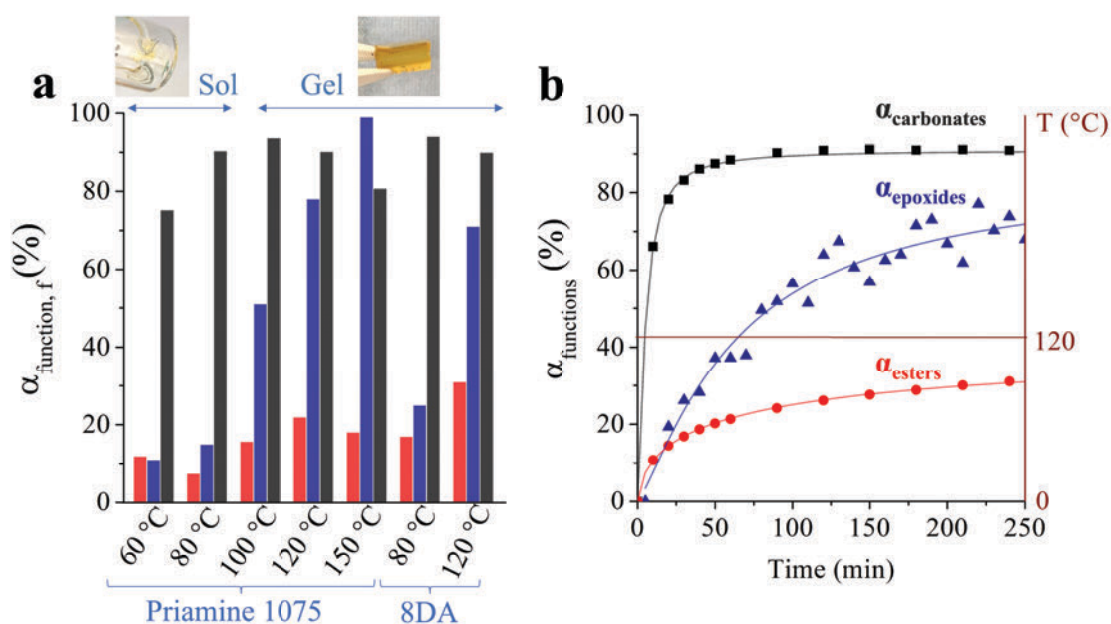 a
Sol
Gel
α_function, f (%)
100
80
60
40
20
0
60 °C
80 °C
100 °C
120 °C
150 °C
80 °C
120 °C
Priamine 1075
8DA
b
α_functions (%)
100
80
60
40
20
0
α_carbonates
α_epoxides
α_esters
T (°C)
120
0
0
50
100
150
200
250
Time (min)